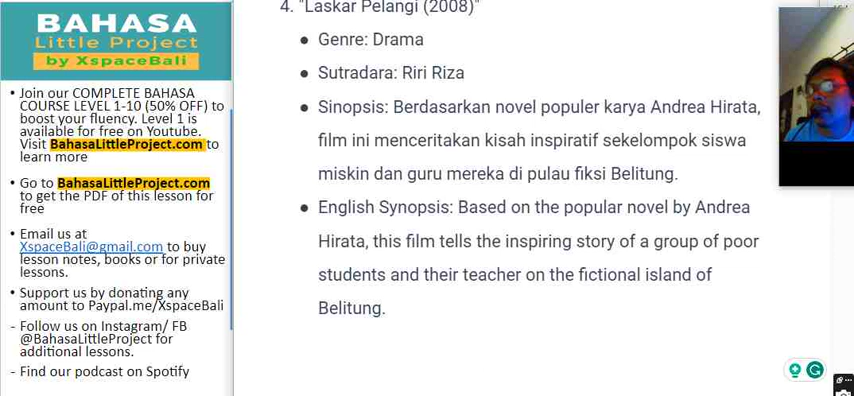 BAHASA
Little Project
by XspaceBali
• Join our COMPLETE BAHASA
COURSE LEVEL 1-10 (50% OFF) to
boost your fluency. Level 1 is
available for free on Youtube.
Visit BahasaLittleProject.com to
learn more
• Go to BahasaLittleProject.com
to get the PDF of this lesson for
free
• Email us at
XspaceBali@gmail.com to buy
lesson notes, books or for private
lessons.
• Support us by donating any
amount to Paypal.me/XspaceBali
- Follow us on Instagram/ FB
@BahasaLittleProject for
additional lessons.
- Find our podcast on Spotify
4. "Laskar Pelangi (2008)"
● Genre: Drama
● Sutradara: Riri Riza
● Sinopsis: Berdasarkan novel populer karya Andrea Hirata,
film ini menceritakan kisah inspiratif sekelompok siswa
miskin dan guru mereka di pulau fiksi Belitung.
● English Synopsis: Based on the popular novel by Andrea
Hirata, this film tells the inspiring story of a group of poor
students and their teacher on the fictional island of
Belitung.